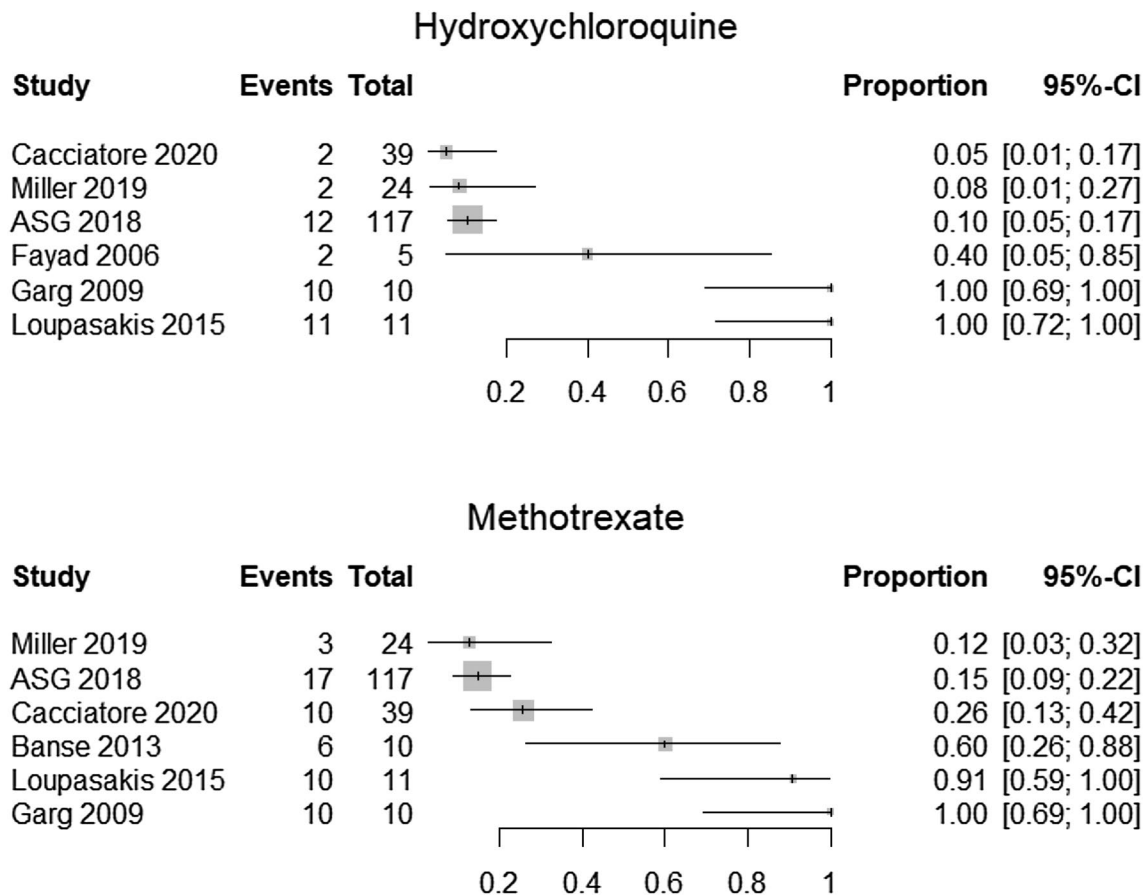 Hydroxychloroquine
Study Events Total Proportion 95%-CI
Cacciatore 2020 2 39 0.05 [0.01; 0.17]
Miller 2019 2 24 0.08 [0.01; 0.27]
ASG 2018 12 117 0.10 [0.05; 0.17]
Fayad 2006 2 5 0.40 [0.05; 0.85]
Garg 2009 10 10 1.00 [0.69; 1.00]
Loupasakis 2015 11 11 1.00 [0.72; 1.00]
0.2 0.4 0.6 0.8 1
Methotrexate
Study Events Total Proportion 95%-CI
Miller 2019 3 24 0.12 [0.03; 0.32]
ASG 2018 17 117 0.15 [0.09; 0.22]
Cacciatore 2020 10 39 0.26 [0.13; 0.42]
Banse 2013 6 10 0.60 [0.26; 0.88]
Loupasakis 2015 10 11 0.91 [0.59; 1.00]
Garg 2009 10 10 1.00 [0.69; 1.00]
0.2 0.4 0.6 0.8 1